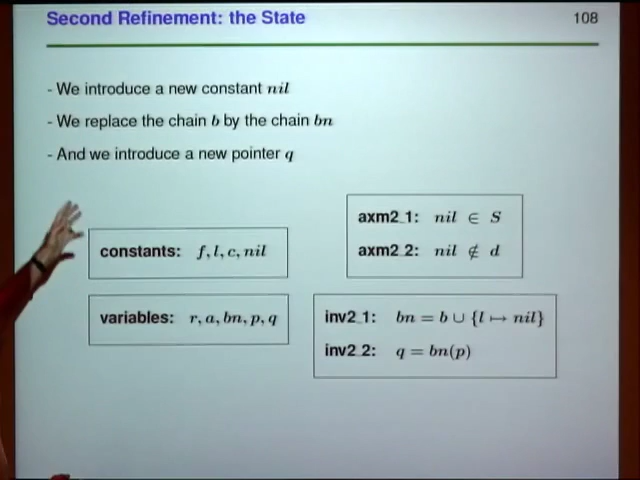 Second Refinement: the State
108
- We introduce a new constant nil
- We replace the chain b by the chain bn
- And we introduce a new pointer q
axm2_1: nil ∈ S
axm2_2: nil ∉ d
constants: f, l, c, nil
variables: r, a, bn, p, q
inv2_1: bn = b ∪ {l ↦ nil}
inv2_2: q = bn(p)